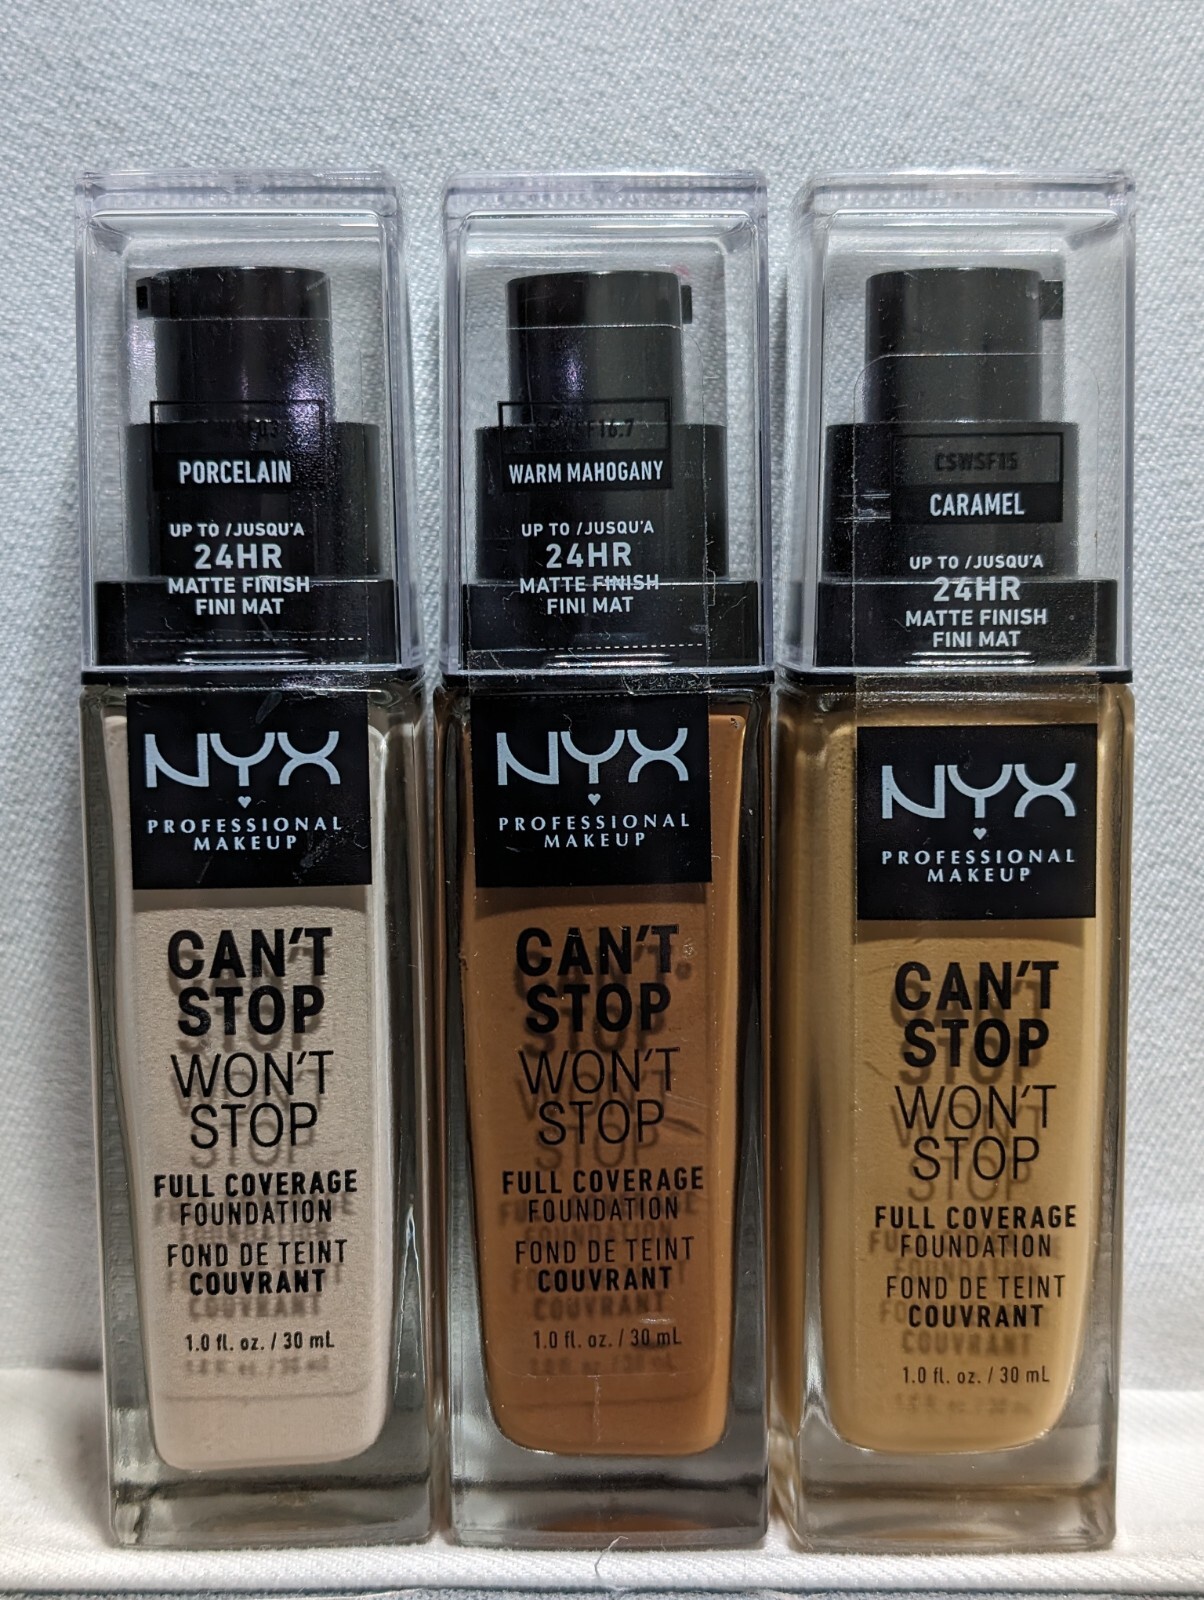 PORCELAIN
UP TO / JUSQU'A
24HR
MATTE FINISH
FINI MAT
NYX
PROFESSIONAL
MAKEUP
CAN'T
STOP
WON'T
STOP
FULL COVERAGE
FOUNDATION
FOND DE TEINT
COUVRANT
1.0 fl. oz. / 30 mL
WARM MAHOGANY
UP TO / JUSQU'A
24HR
MATTE FINISH
FINI MAT
NYX
PROFESSIONAL
MAKEUP
CAN'T
STOP
WON'T
STOP
FULL COVERAGE
FOUNDATION
FOND DE TEINT
COUVRANT
1.0 fl. oz. / 30 mL
CSWSF15
CARAMEL
UP TO / JUSQU'A
24HR
MATTE FINISH
FINI MAT
NYX
PROFESSIONAL
MAKEUP
CAN'T
STOP
WON'T
STOP
FULL COVERAGE
FOUNDATION
FOND DE TEINT
COUVRANT
1.0 fl. oz. / 30 mL